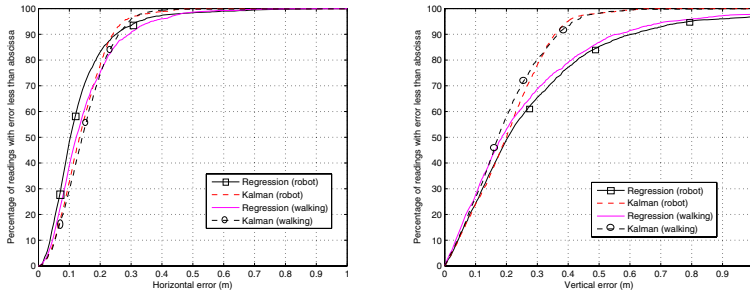 Percentage of readings with error less than abscissa
100
90
80
70
60
50
40
30
20
10
0
Regression (robot)
Kalman (robot)
Regression (walking)
Kalman (walking)
0 0.1 0.2 0.3 0.4 0.5 0.6 0.7 0.8 0.9 1
Horizontal error (m)
Percentage of readings with error less than abscissa
100
90
80
70
60
50
40
30
20
10
0
Regression (robot)
Kalman (robot)
Regression (walking)
Kalman (walking)
0 0.1 0.2 0.3 0.4 0.5 0.6 0.7 0.8 0.9
Vertical error (m)